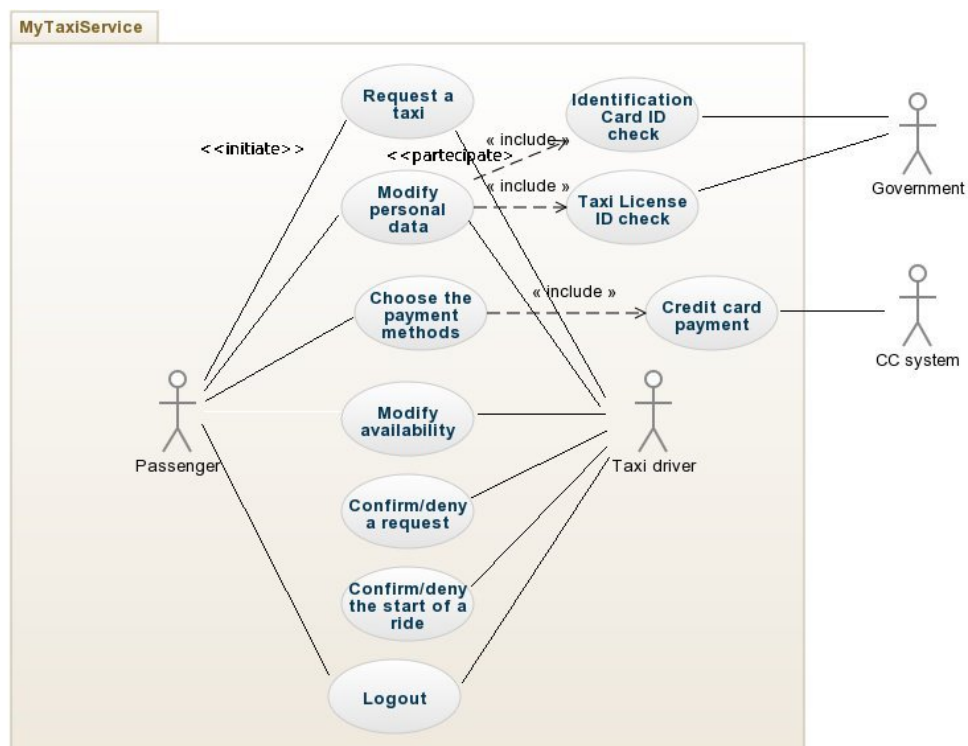 MyTaxiService
Request a
taxi
Identification
Card ID
check
« include »
<<initiate>>
<<partecipate>
Government
Modify
personal
data
« include »
Taxi License
ID check
« include »
Choose the
payment
methods
Credit card
payment
CC system
Modify
availability
Passenger
Taxi driver
Confirm/deny
a request
Confirm/deny
the start of a
ride
Logout